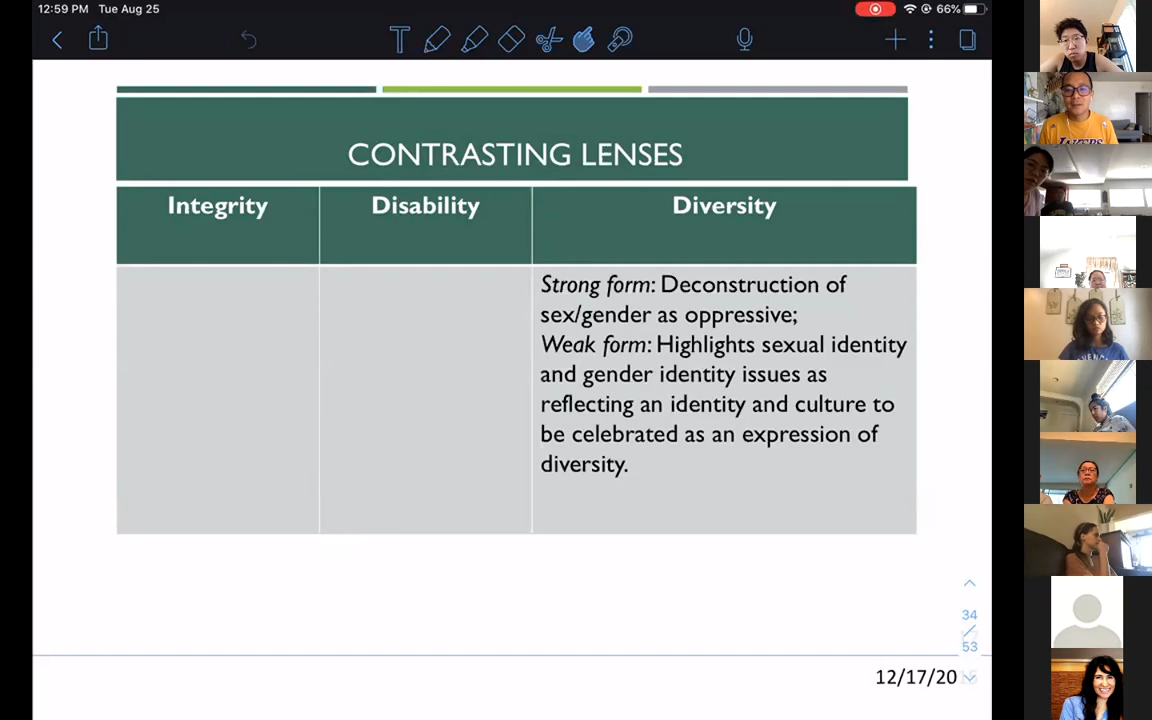 12:59 PM Tue Aug 25
66%
CONTRASTING LENSES
Integrity
Disability
Diversity
Strong form: Deconstruction of
sex/gender as oppressive;
Weak form: Highlights sexual identity
and gender identity issues as
reflecting an identity and culture to
be celebrated as an expression of
diversity.
34
53
12/17/20